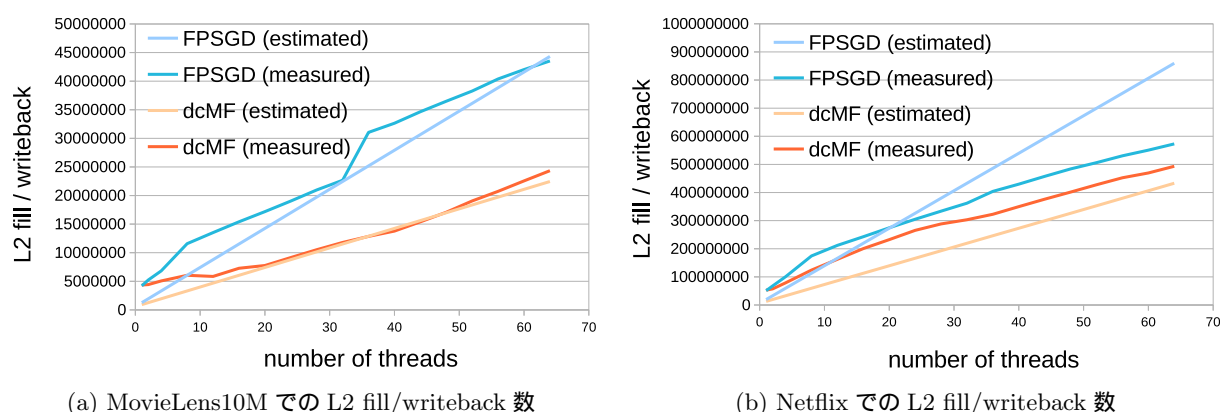 50000000
45000000
40000000
35000000
30000000
25000000
20000000
15000000
10000000
5000000
0
L2 fill / writeback
FPSGD (estimated)
FPSGD (measured)
dcMF (estimated)
dcMF (measured)
0 10 20 30 40 50 60 70
number of threads
(a) MovieLens10M での L2 fill/writeback 数
1000000000
900000000
800000000
700000000
600000000
500000000
400000000
300000000
200000000
100000000
0
L2 fill / writeback
FPSGD (estimated)
FPSGD (measured)
dcMF (estimated)
dcMF (measured)
0 10 20 30 40 50 60 70
number of threads
(b) Netflix での L2 fill/writeback 数